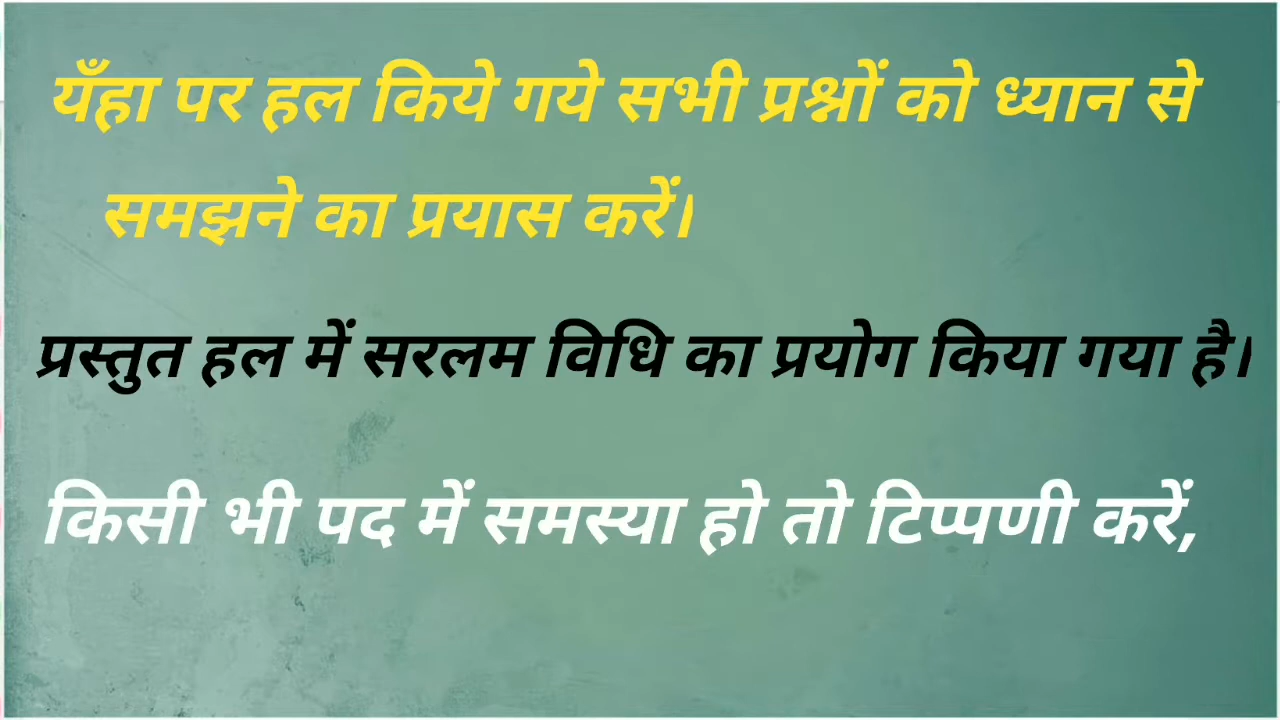 यँहा पर हल किये गये सभी प्रश्नों को ध्यान से
समझने का प्रयास करें।
प्रस्तुत हल में सरलम विधि का प्रयोग किया गया है।
किसी भी पद में समस्या हो तो टिप्पणी करें,